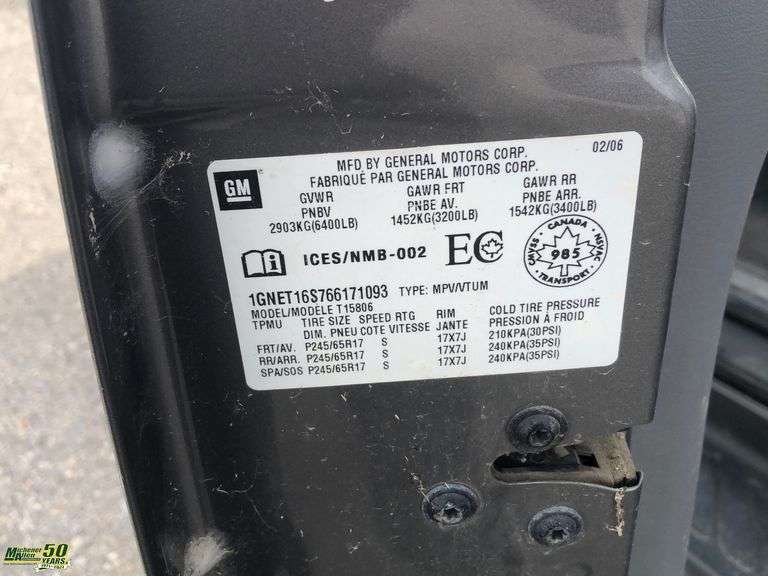 MFD BY GENERAL MOTORS CORP. 02/06
FABRIQUÉ PAR GENERAL MOTORS CORP.
GM
GVWR GAWR FRT GAWR RR
PNBV PNBE AV. PNBE ARR.
2903KG(6400LB) 1452KG(3200LB) 1542KG(3400LB)
ICES/NMB-002 EC
CANADA
CMVSS 985 NSVAC
TRANSPORT
1GNET16S766171093 TYPE: MPV/VTUM
MODEL/MODÈLE T15806
TPMU TIRE SIZE SPEED RTG RIM COLD TIRE PRESSURE
DIM. PNEU COTE VITESSE JANTE PRESSION À FROID
FRT/AV. P245/65R17 S 17X7J 210KPA(30PSI)
RR/ARR. P245/65R17 S 17X7J 240KPA(35PSI)
SPA/SOS P245/65R17 S 17X7J 240KPA(35PSI)
Michener Allen 50 YEARS